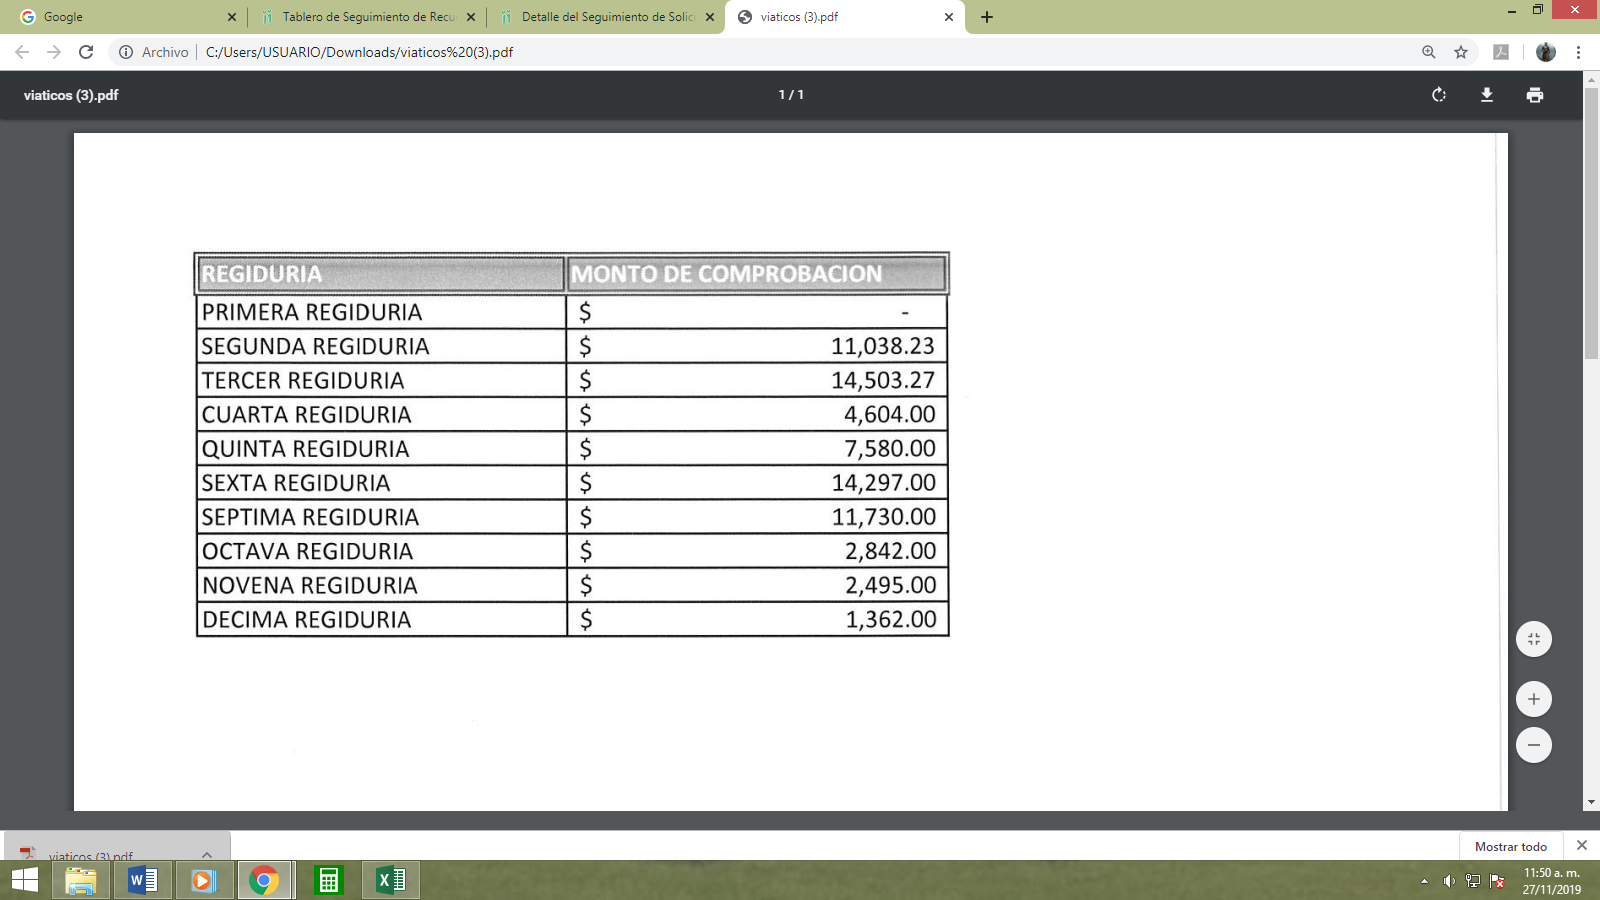 Google
Tablero de Seguimiento de Recu
Detalle del Seguimiento de Solic
viaticos (3).pdf
Archivo
C:/Users/USUARIO/Downloads/viaticos%20(3).pdf
viaticos (3).pdf
1 / 1
REGIDURIA MONTO DE COMPROBACION
PRIMERA REGIDURIA $ -
SEGUNDA REGIDURIA $ 11,038.23
TERCER REGIDURIA $ 14,503.27
CUARTA REGIDURIA $ 4,604.00
QUINTA REGIDURIA $ 7,580.00
SEXTA REGIDURIA $ 14,297.00
SEPTIMA REGIDURIA $ 11,730.00
OCTAVA REGIDURIA $ 2,842.00
NOVENA REGIDURIA $ 2,495.00
DECIMA REGIDURIA $ 1,362.00
viaticos (3).pdf
Mostrar todo
11:50 a. m.
27/11/2019